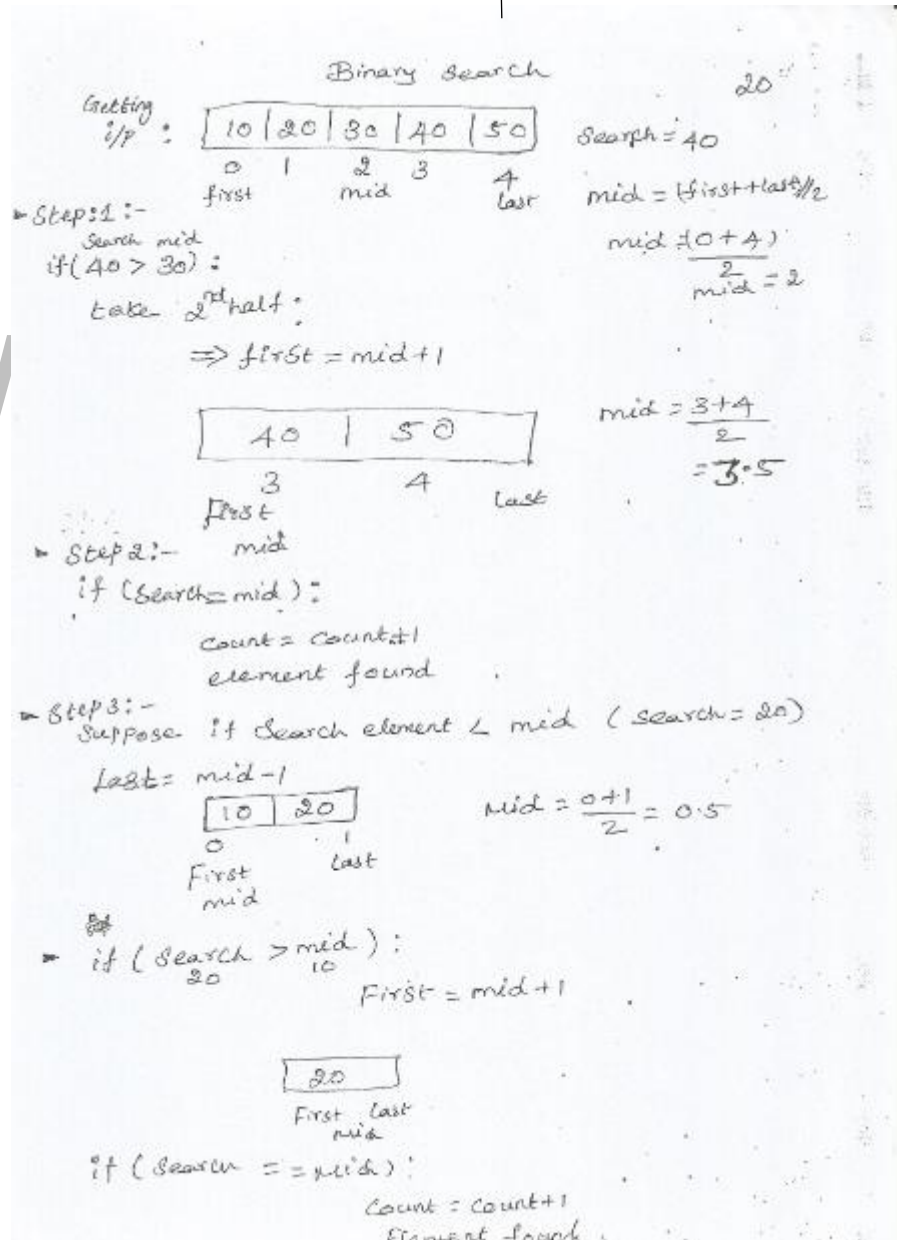 Binary Search
20
Getting
i/p : 10 | 20 | 30 | 40 | 50
Search = 40
0 1 2 3 4
first mid last
mid = (first+last)//2
Step:1 :-
Search mid
if(40 > 30) :
mid = (0+4)
2
mid = 2
take 2nd half :
=> first = mid+1
40 | 50
mid = 3+4
2
= 3.5
3 4
First last
mid
Step 2:-
if (Search=mid) :
count = count+1
element found
Step 3:-
Suppose if Search element < mid (search=20)
Last= mid-1
10 | 20
Mid = 0+1
2 = 0.5
0 1
First last
mid
if (Search > mid) :
20 10
First = mid+1
20
First last
mid
if (Search == mid) :
Count = count+1
Element found.